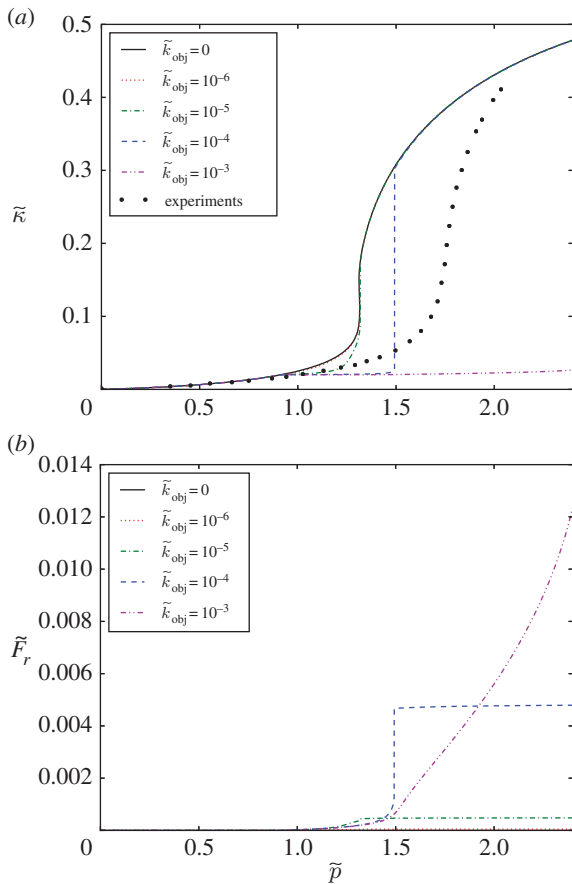 (a)
0.5
0.4
0.3
0.2
0.1
κ̃
k̃obj = 0
k̃obj = 10⁻⁶
k̃obj = 10⁻⁵
k̃obj = 10⁻⁴
k̃obj = 10⁻³
experiments
0 0.5 1.0 1.5 2.0
(b)
0.014
0.012
0.010
0.008
0.006
0.004
0.002
F̃r
k̃obj = 0
k̃obj = 10⁻⁶
k̃obj = 10⁻⁵
k̃obj = 10⁻⁴
k̃obj = 10⁻³
0 0.5 1.0 1.5 2.0
p̃